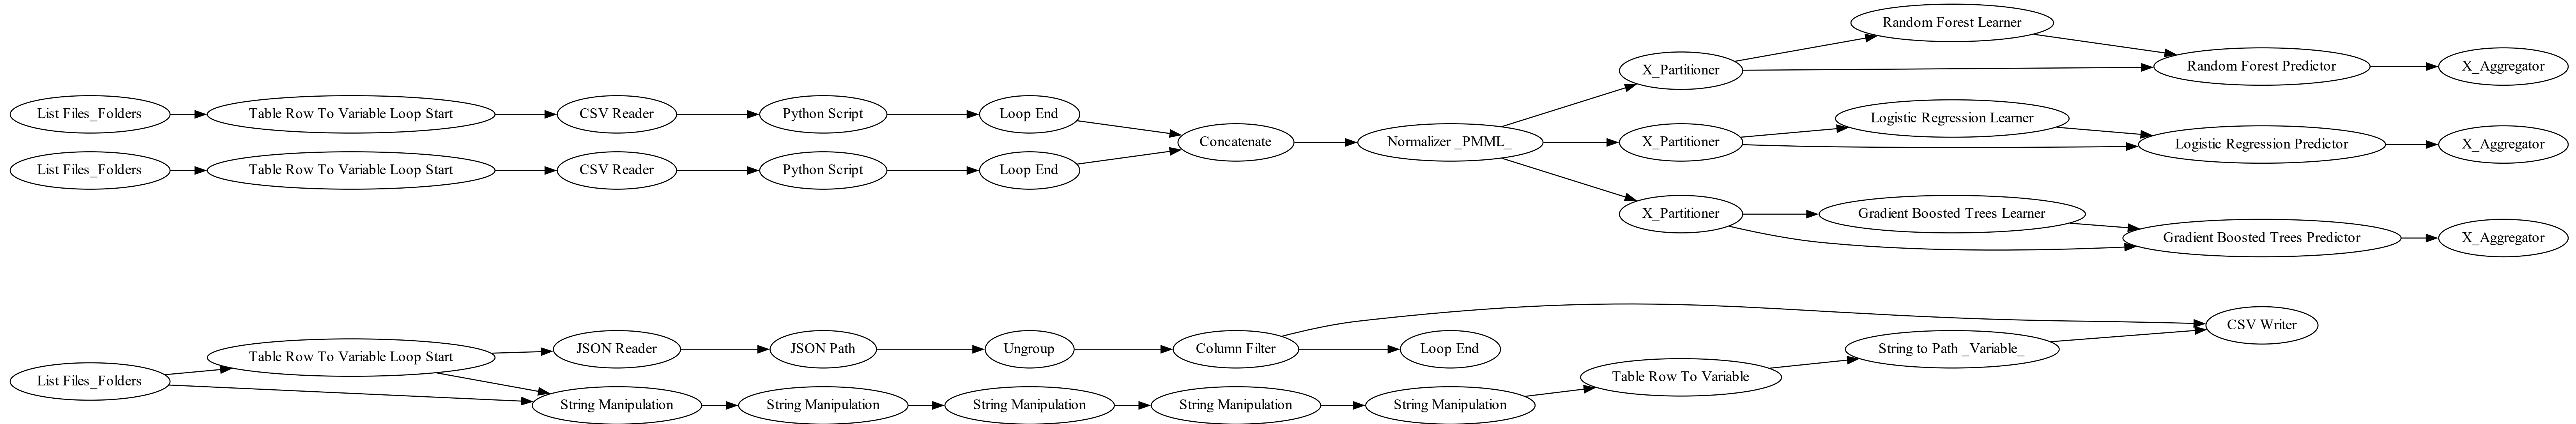 Random Forest Learner
X_Partitioner
Random Forest Predictor
X_Aggregator
List Files_Folders
Table Row To Variable Loop Start
CSV Reader
Python Script
Loop End
Logistic Regression Learner
Concatenate
Normalizer _PMML_
X_Partitioner
Logistic Regression Predictor
X_Aggregator
List Files_Folders
Table Row To Variable Loop Start
CSV Reader
Python Script
Loop End
X_Partitioner
Gradient Boosted Trees Learner
Gradient Boosted Trees Predictor
X_Aggregator
CSV Writer
Table Row To Variable Loop Start
JSON Reader
JSON Path
Ungroup
Column Filter
Loop End
String to Path _Variable_
List Files_Folders
Table Row To Variable
String Manipulation
String Manipulation
String Manipulation
String Manipulation
String Manipulation